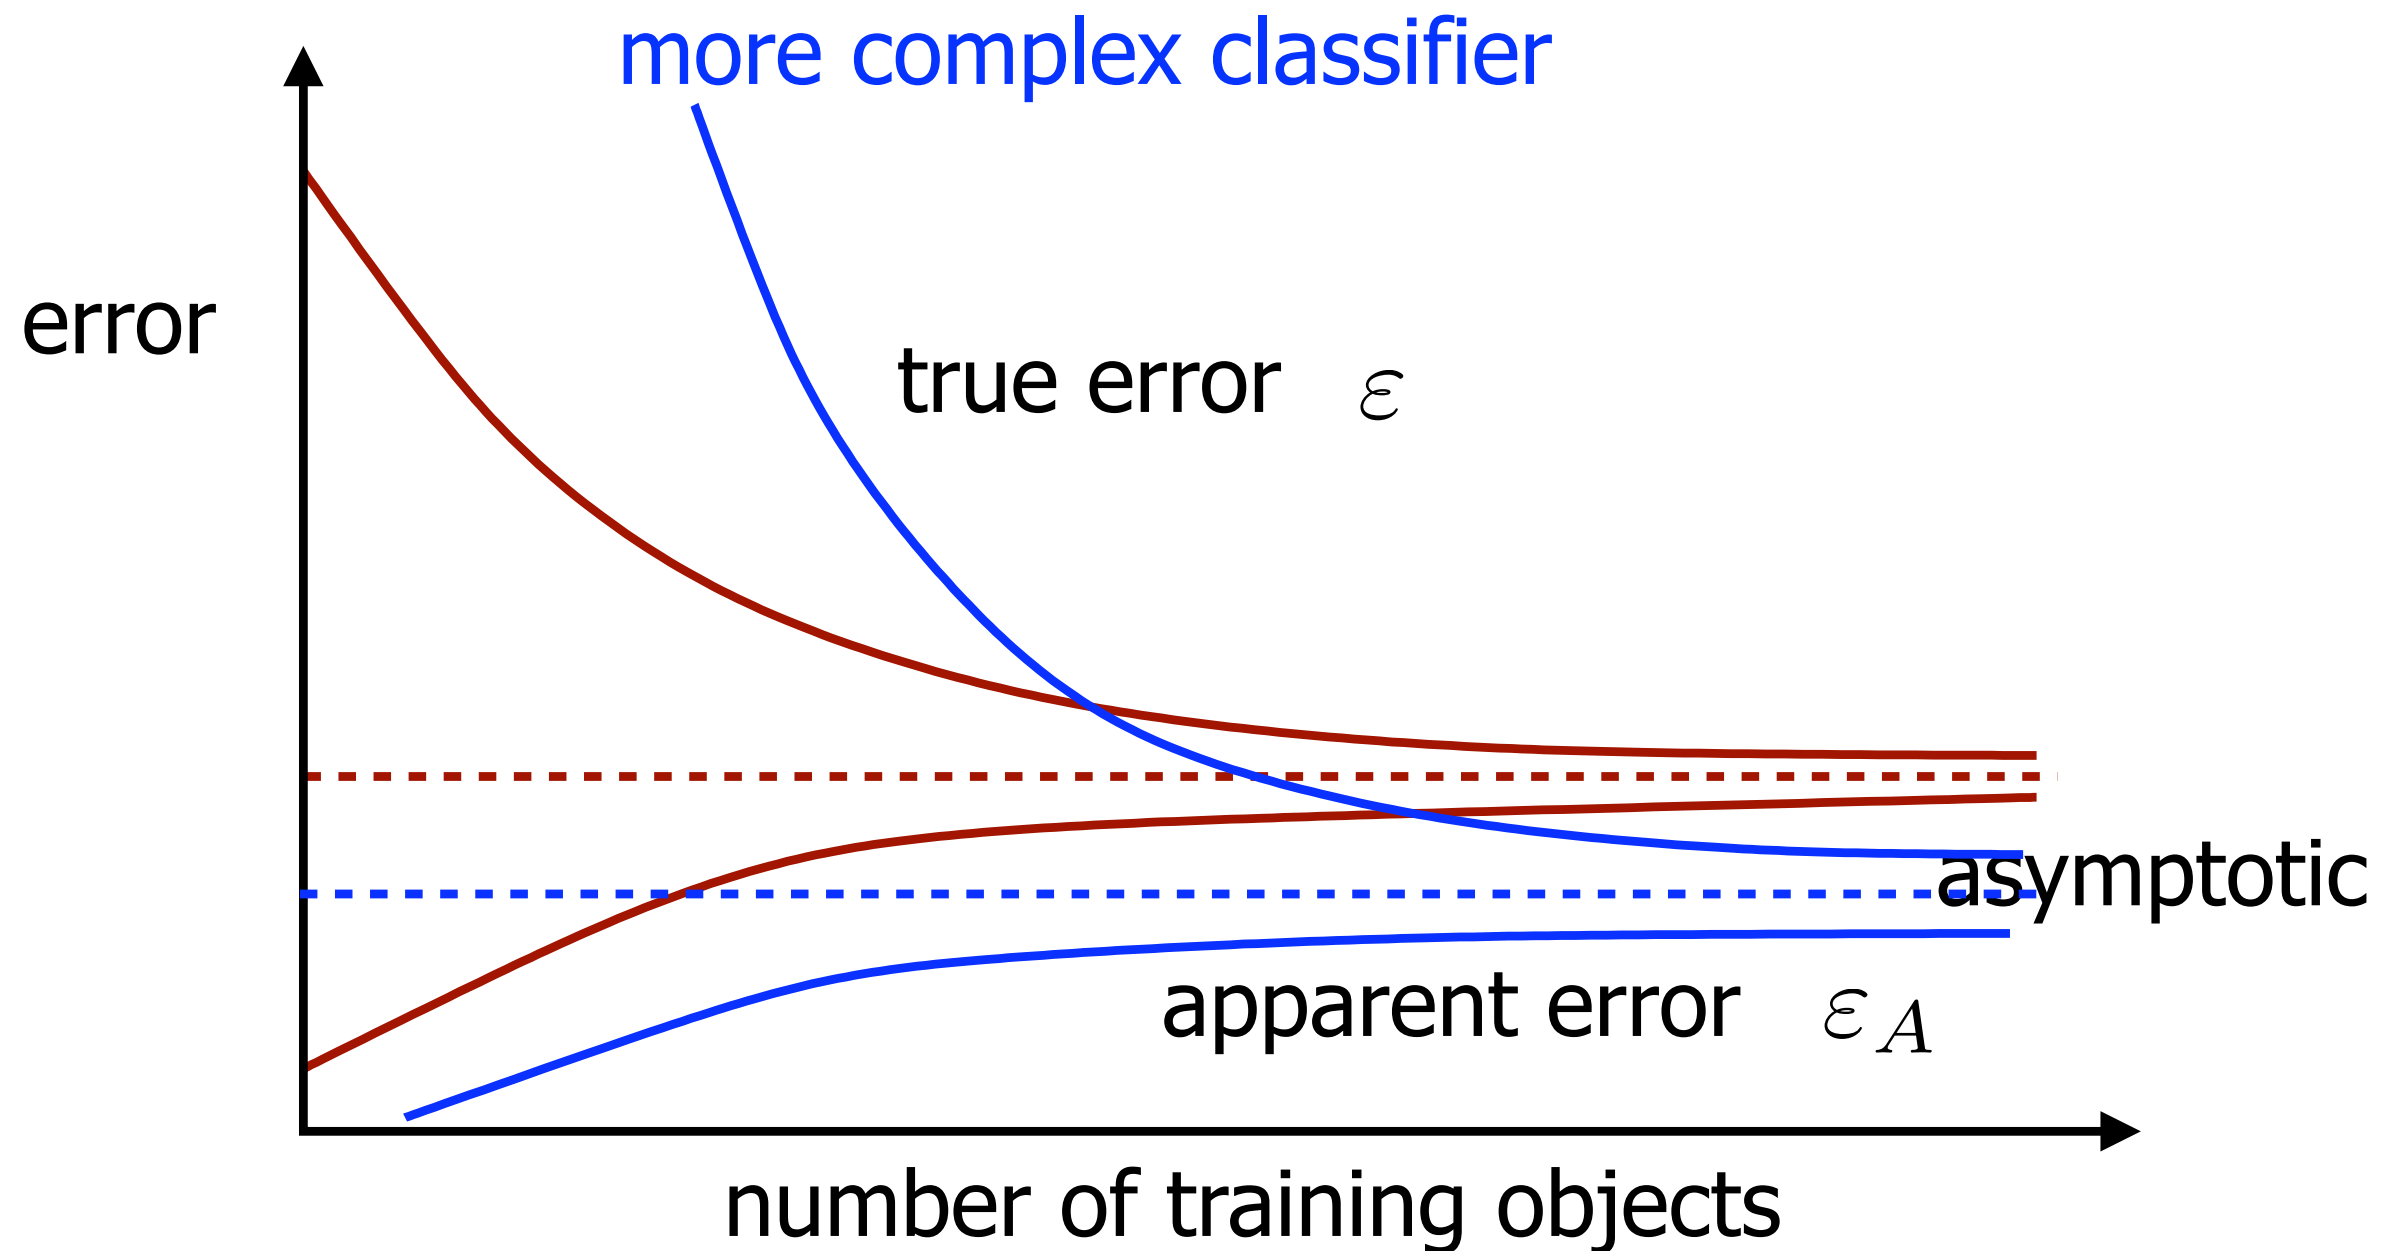 more complex classifier
error
true error ε
asymptotic
apparent error ε_A
number of training objects